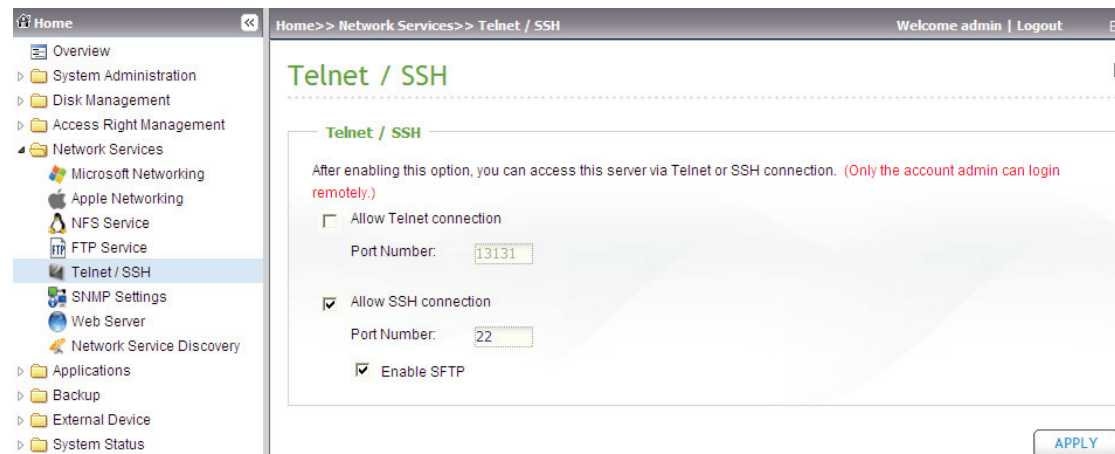 Home
Overview
System Administration
Disk Management
Access Right Management
Network Services
Microsoft Networking
Apple Networking
NFS Service
FTP
FTP Service
Telnet / SSH
SNMP Settings
Web Server
Network Service Discovery
Applications
Backup
External Device
System Status
Home>> Network Services>> Telnet / SSH
Welcome admin | Logout
Telnet / SSH
Telnet / SSH
After enabling this option, you can access this server via Telnet or SSH connection. (Only the account admin can login
remotely.)
Allow Telnet connection
Port Number: 13131
Allow SSH connection
Port Number: 22
Enable SFTP
APPLY